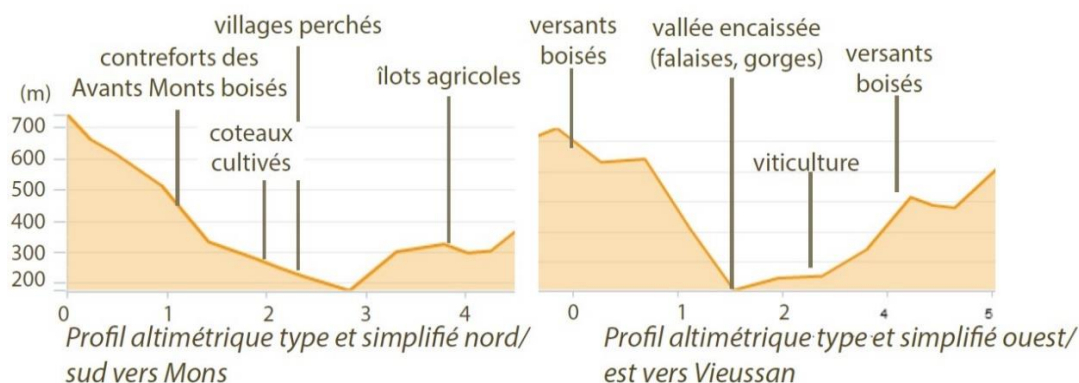 villages perchés
contreforts des
Avants Monts boisés
îlots agricoles
(m)
coteaux
cultivés
700
600
500
400
300
200
0 1 2 3 4
Profil altimétrique type et simplifié nord/
sud vers Mons
versants
boisés
vallée encaissée
(falaises, gorges)
versants
boisés
viticulture
0 1 2 4 5
Profil altimétrique type et simplifié ouest/
est vers Vieussan